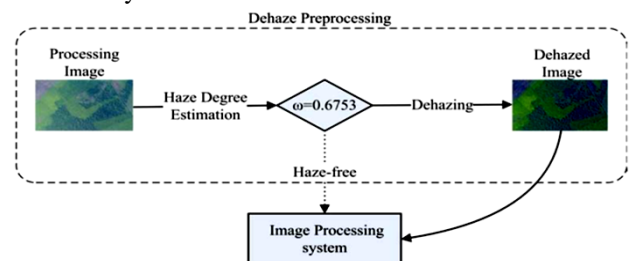 Dehaze Preprocessing
Processing
Image
Dehazed
Image
Haze Degree
Estimation
ω=0.6753
Dehazing
Haze-free
Image Processing
system